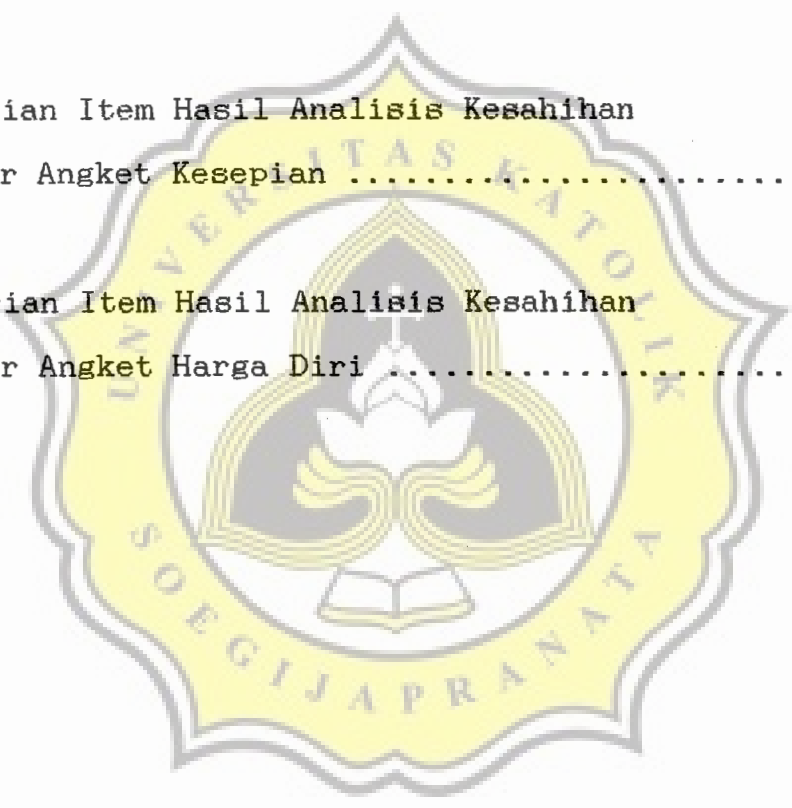 ian Item Hasil Analisis Kesahihan
r Angket Kesepian ........................
ian Item Hasil Analisis Kesahihan
r Angket Harga Diri ......................
UNIVERSITAS KATOLIK
SOEGIJAPRANATA